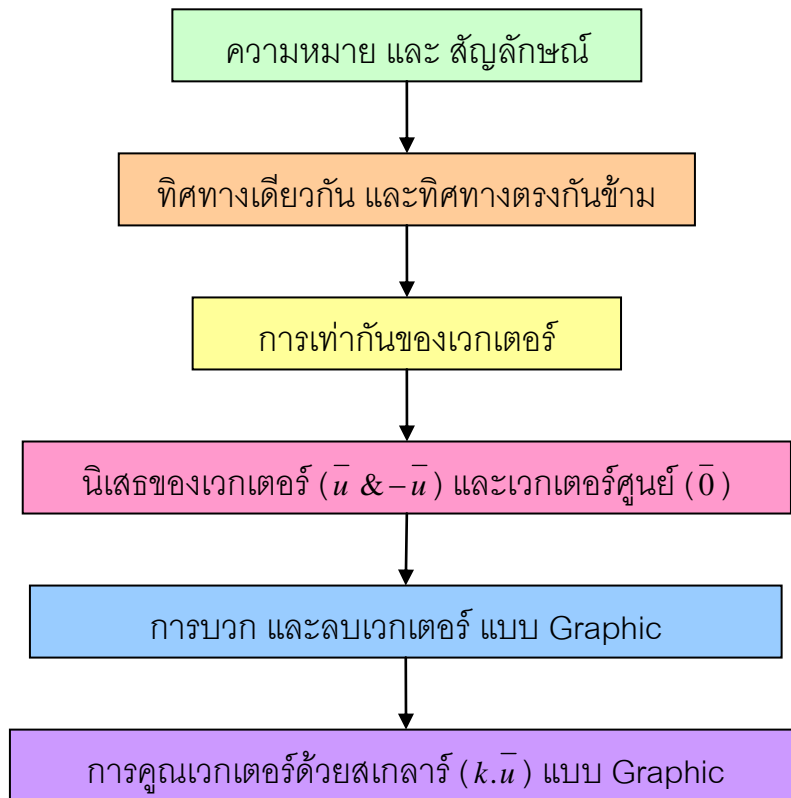 ความหมาย และ สัญลักษณ์
ทิศทางเดียวกัน และทิศทางตรงกันข้าม
การเท่ากันของเวกเตอร์
นิเสธของเวกเตอร์ (u̅ & −u̅) และเวกเตอร์ศูนย์ (0̅)
การบวก และลบเวกเตอร์ แบบ Graphic
การคูณเวกเตอร์ด้วยสเกลาร์ (k.u̅) แบบ Graphic